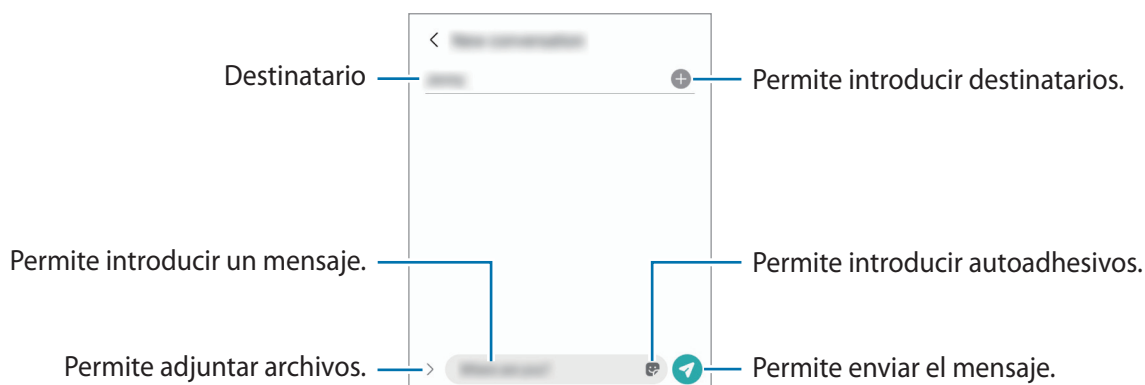 Destinatario
Permite introducir destinatarios.
Permite introducir un mensaje.
Permite introducir autoadhesivos.
Permite adjuntar archivos.
Permite enviar el mensaje.